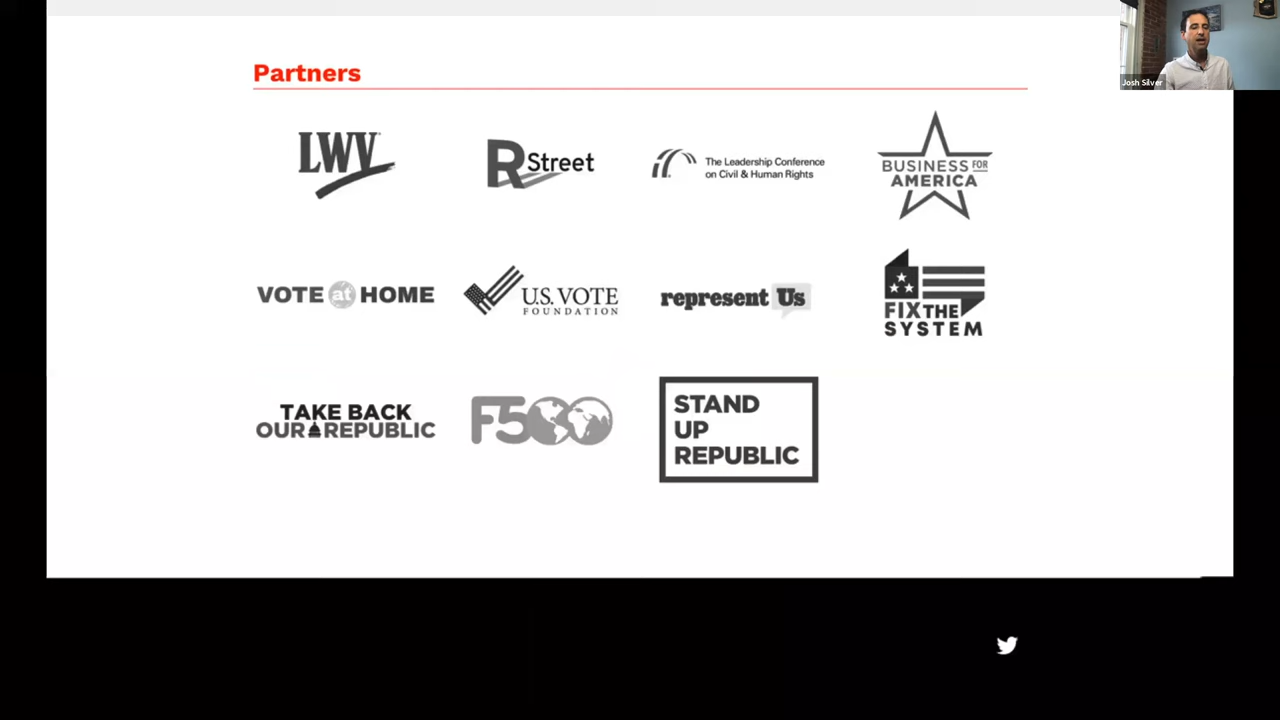 Partners
Josh Silver
LWV
R Street
The Leadership Conference
on Civil & Human Rights
BUSINESS FOR
AMERICA
VOTE at HOME
U.S. VOTE
FOUNDATION
represent Us
FIX THE
SYSTEM
TAKE BACK
OUR REPUBLIC
F500
STAND
UP
REPUBLIC